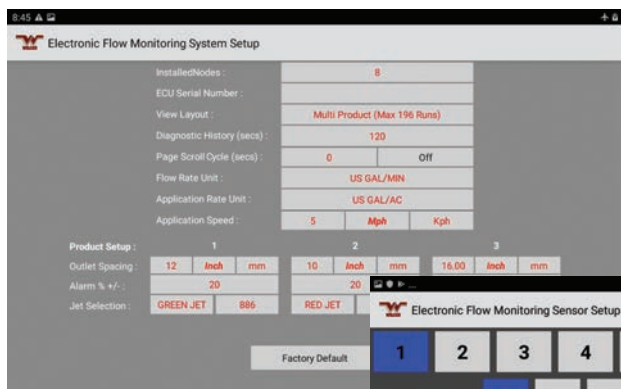 8:45
Electronic Flow Monitoring System Setup
InstalledNodes : 8
ECU Serial Number :
View Layout : Multi Product (Max 196 Runs)
Diagnostic History (secs) : 120
Page Scroll Cycle (secs) : 0 Off
Flow Rate Unit : US GAL/MIN
Application Rate Unit : US GAL/AC
Application Speed : 5 Mph Kph
Product Setup : 1 2 3
Outlet Spacing : 12 Inch mm 10 Inch mm 16.00 Inch mm
Alarm % +/- : 20 20
Jet Selection : GREEN JET 886 RED JET
Electronic Flow Monitoring Sensor Setup
1 2 3 4
Factory Default